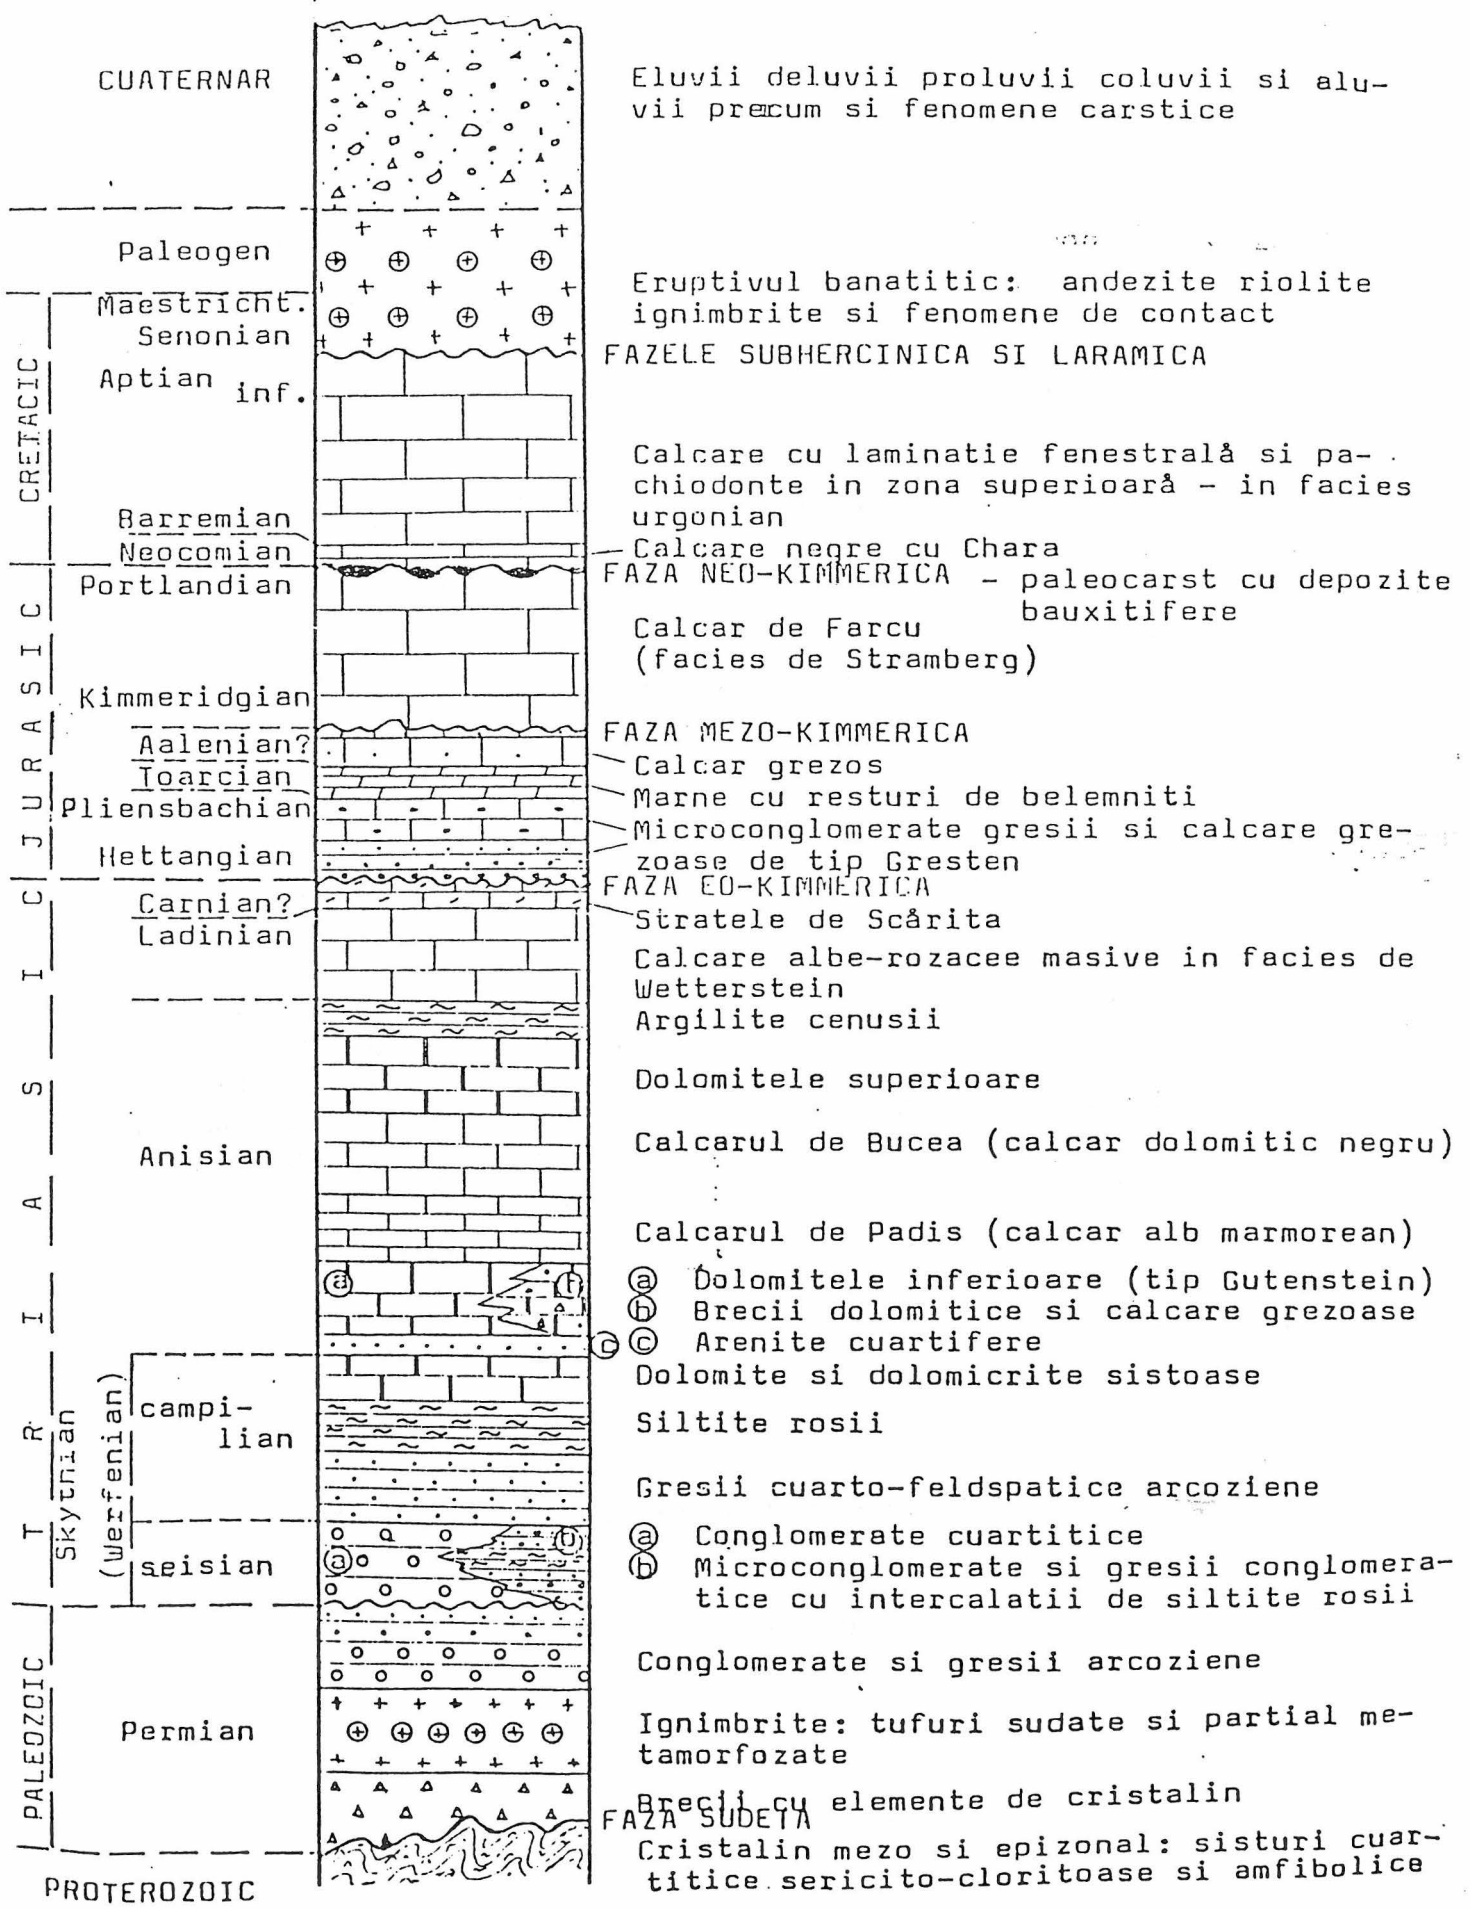 CUATERNAR
Eluvii deluvii proluvii coluvii si alu-
vii precum si fenomene carstice
Paleogen
Eruptivul banatitic: andezite riolite
ignimbrite si fenomene de contact
Maestricht.
Senonian
FAZELE SUBHERCINICA SI LARAMICA
CRETACIC
Aptian inf.
Calcare cu laminatie fenestrală si pa-
chiodonte in zona superioară - in facies
urgonian
Barremian
Neocomian
Calcare negre cu Chara
FAZA NEO-KIMMERICA - paleocarst cu depozite
bauxitifere
JURASIC
Portlandian
Calcar de Farcu
(facies de Stramberg)
Kimmeridgian
FAZA MEZO-KIMMERICA
Aalenian?
Calcar grezos
Toarcian
Marne cu resturi de belemniti
Pliensbachian
Microconglomerate gresii si calcare gre-
zoase de tip Gresten
Hettangian
FAZA EO-KIMMERICA
TRIASIC
Carnian?
Stratele de Scărita
Ladinian
Calcare albe-rozacee masive in facies de
Wetterstein
Argilite cenusii
Dolomitele superioare
Anisian
Calcarul de Bucea (calcar dolomitic negru)
Calcarul de Padis (calcar alb marmorean)
a
a Dolomitele inferioare (tip Gutenstein)
b Brecii dolomitice si calcare grezoase
c c Arenite cuartifere
Dolomite si dolomicrite sistoase
Skytnian
(Werfenian)
campi-
lian
Siltite rosii
Gresii cuarto-feldspatice arcoziene
seisian
a b
a Conglomerate cuartitice
b Microconglomerate si gresii conglomera-
tice cu intercalatii de siltite rosii
PALEOZOIC
Conglomerate si gresii arcoziene
Permian
Ignimbrite: tufuri sudate si partial me-
tamorfozate
Brecii cu elemente de cristalin
FAZA SUDETA
Cristalin mezo si epizonal: sisturi cuar-
titice sericito-cloritoase si amfibolice
PROTEROZOIC